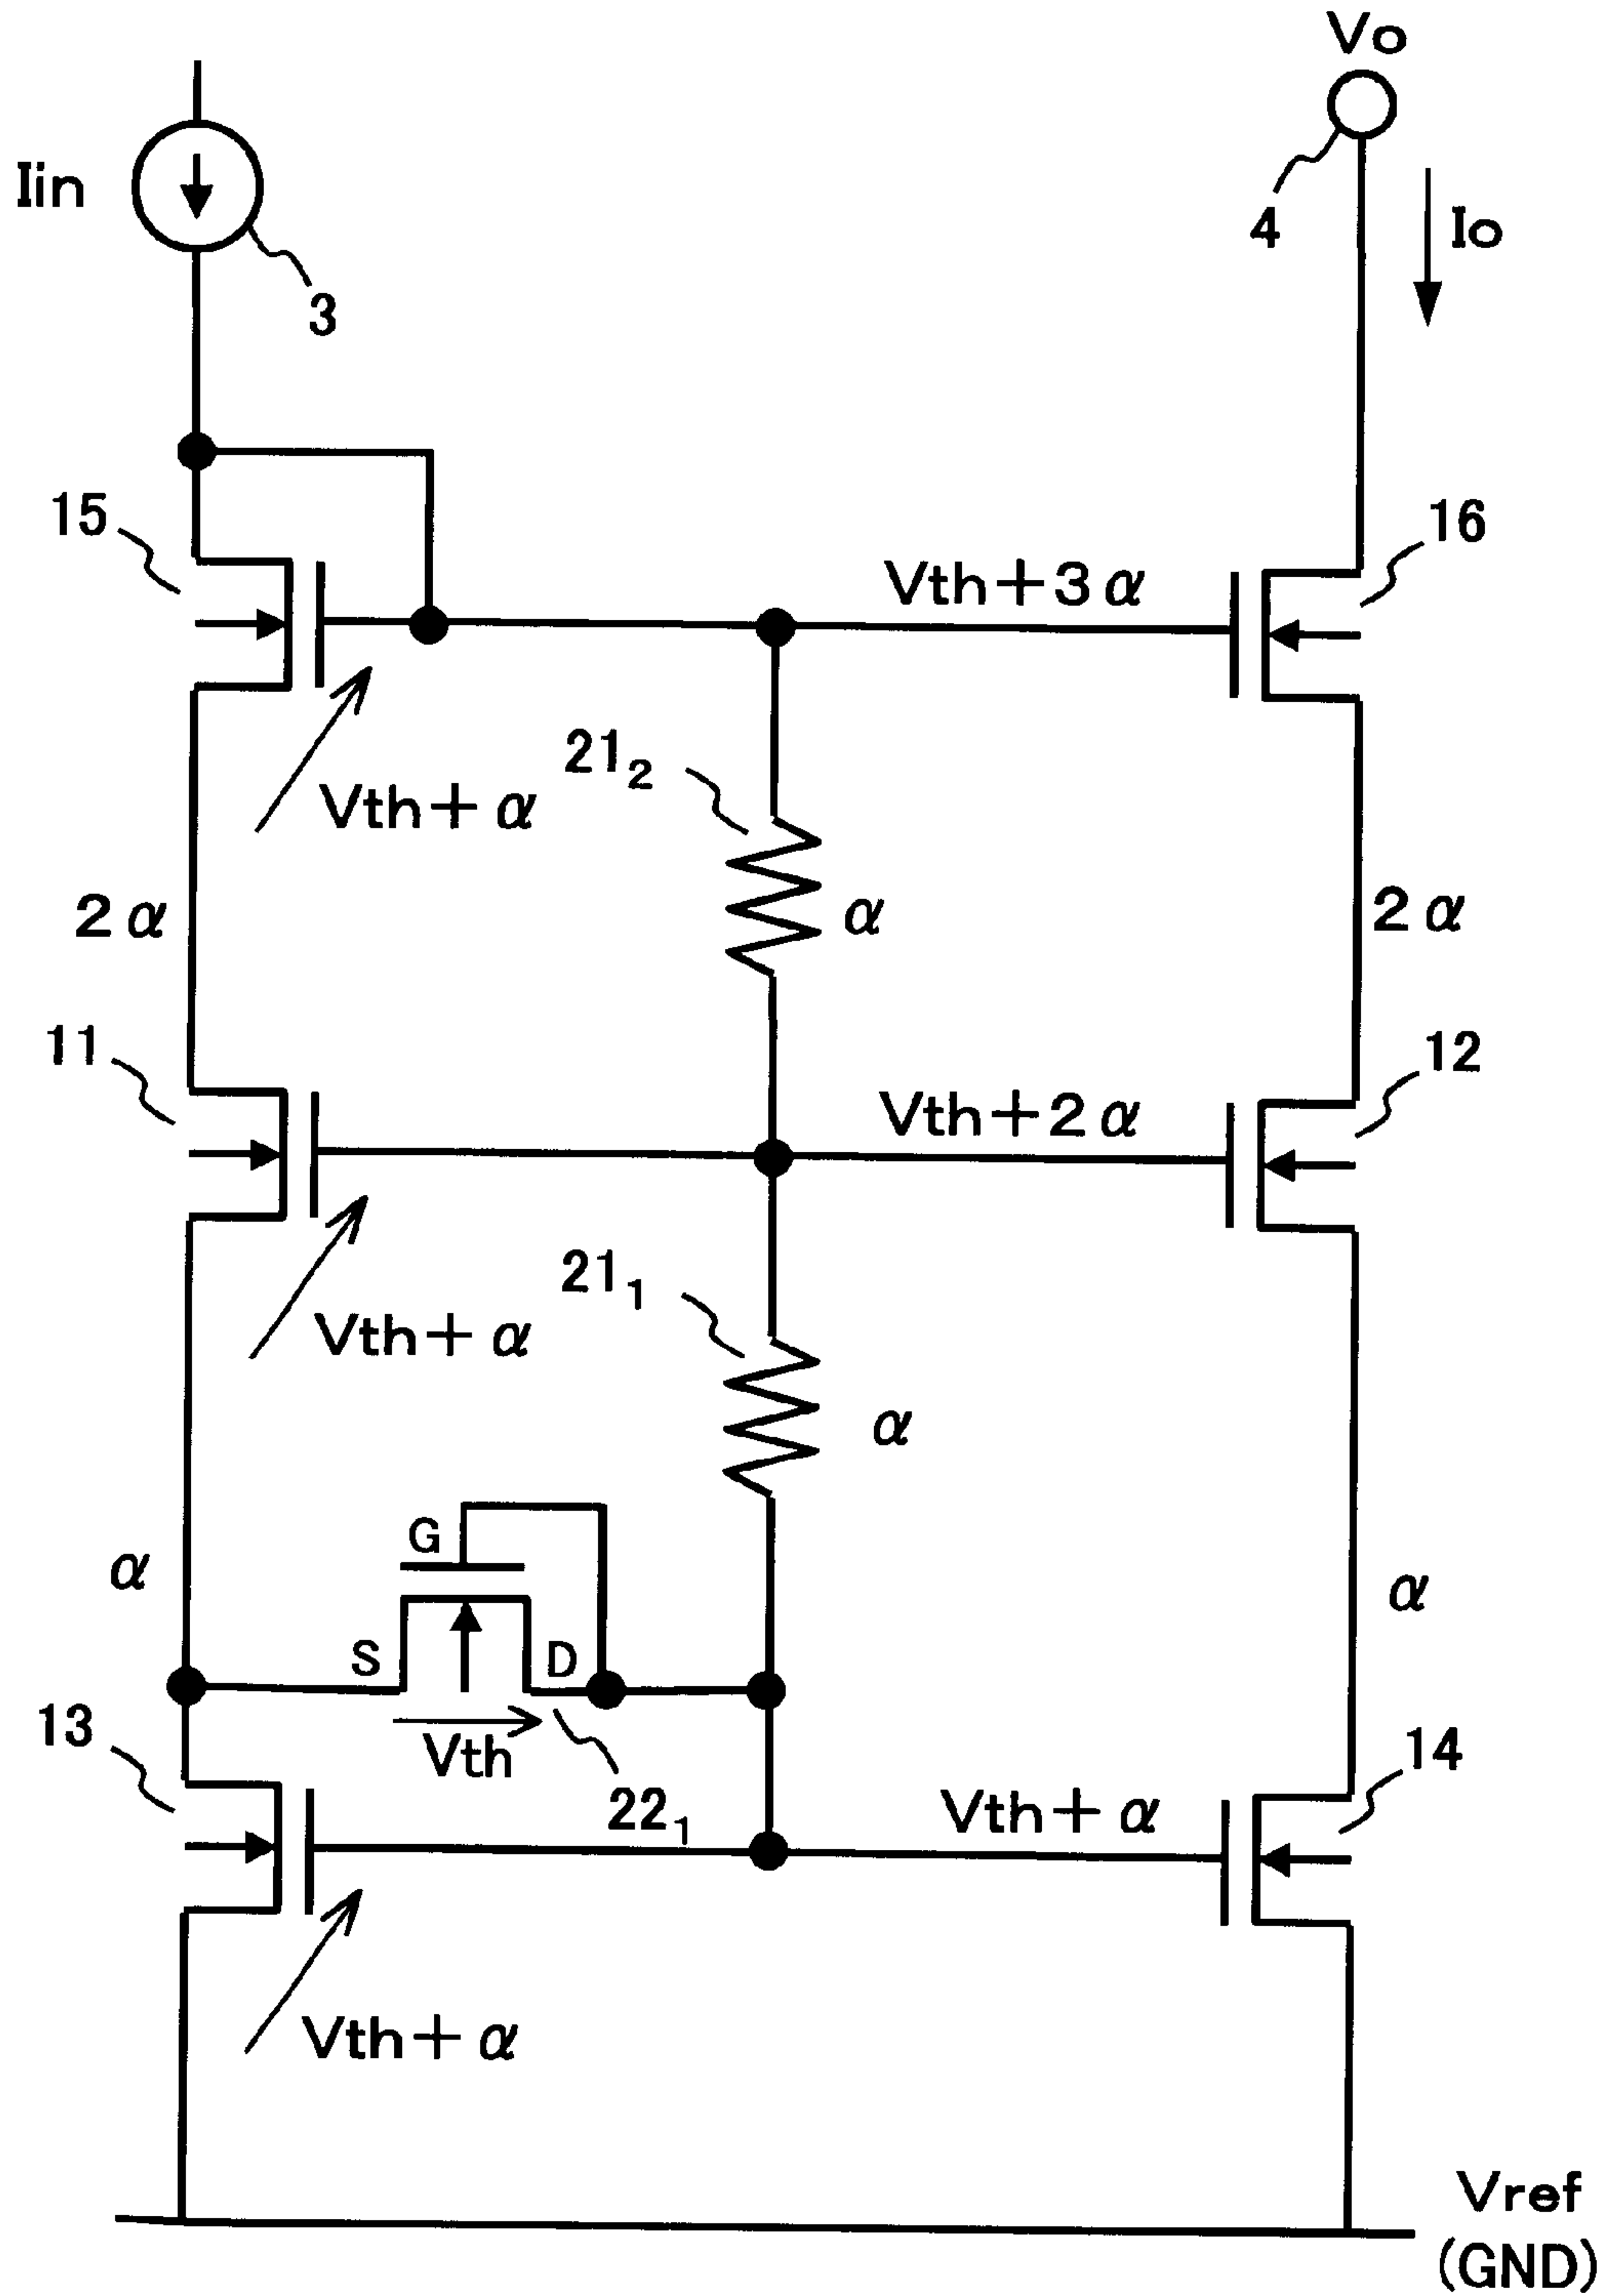 Vo
Iin
4
Io
3
15
16
Vth+3α
21₂
Vth+α
α
2α
2α
11
12
Vth+2α
21₁
Vth+α
α
G
α
α
S
D
13
Vth
14
22₁
Vth+α
Vth+α
Vref
(GND)